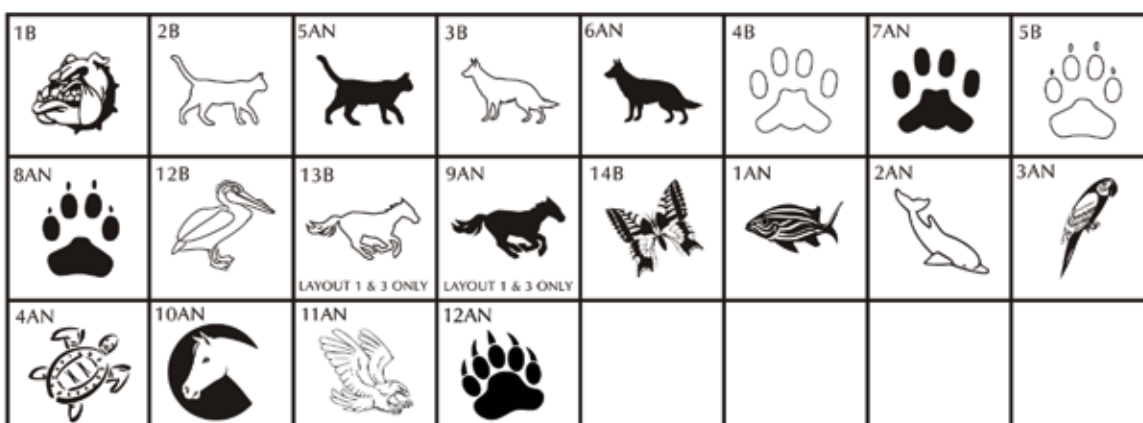 1B
2B
5AN
3B
6AN
4B
7AN
5B
8AN
12B
13B
9AN
14B
1AN
2AN
3AN
LAYOUT 1 & 3 ONLY
LAYOUT 1 & 3 ONLY
4AN
10AN
11AN
12AN